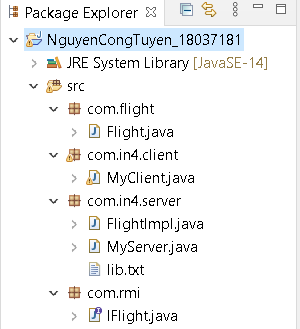 Package Explorer
NguyenCongTuyen_18037181
JRE System Library [JavaSE-14]
src
com.flight
Flight.java
com.in4.client
MyClient.java
com.in4.server
FlightImpl.java
MyServer.java
lib.txt
com.rmi
IFlight.java